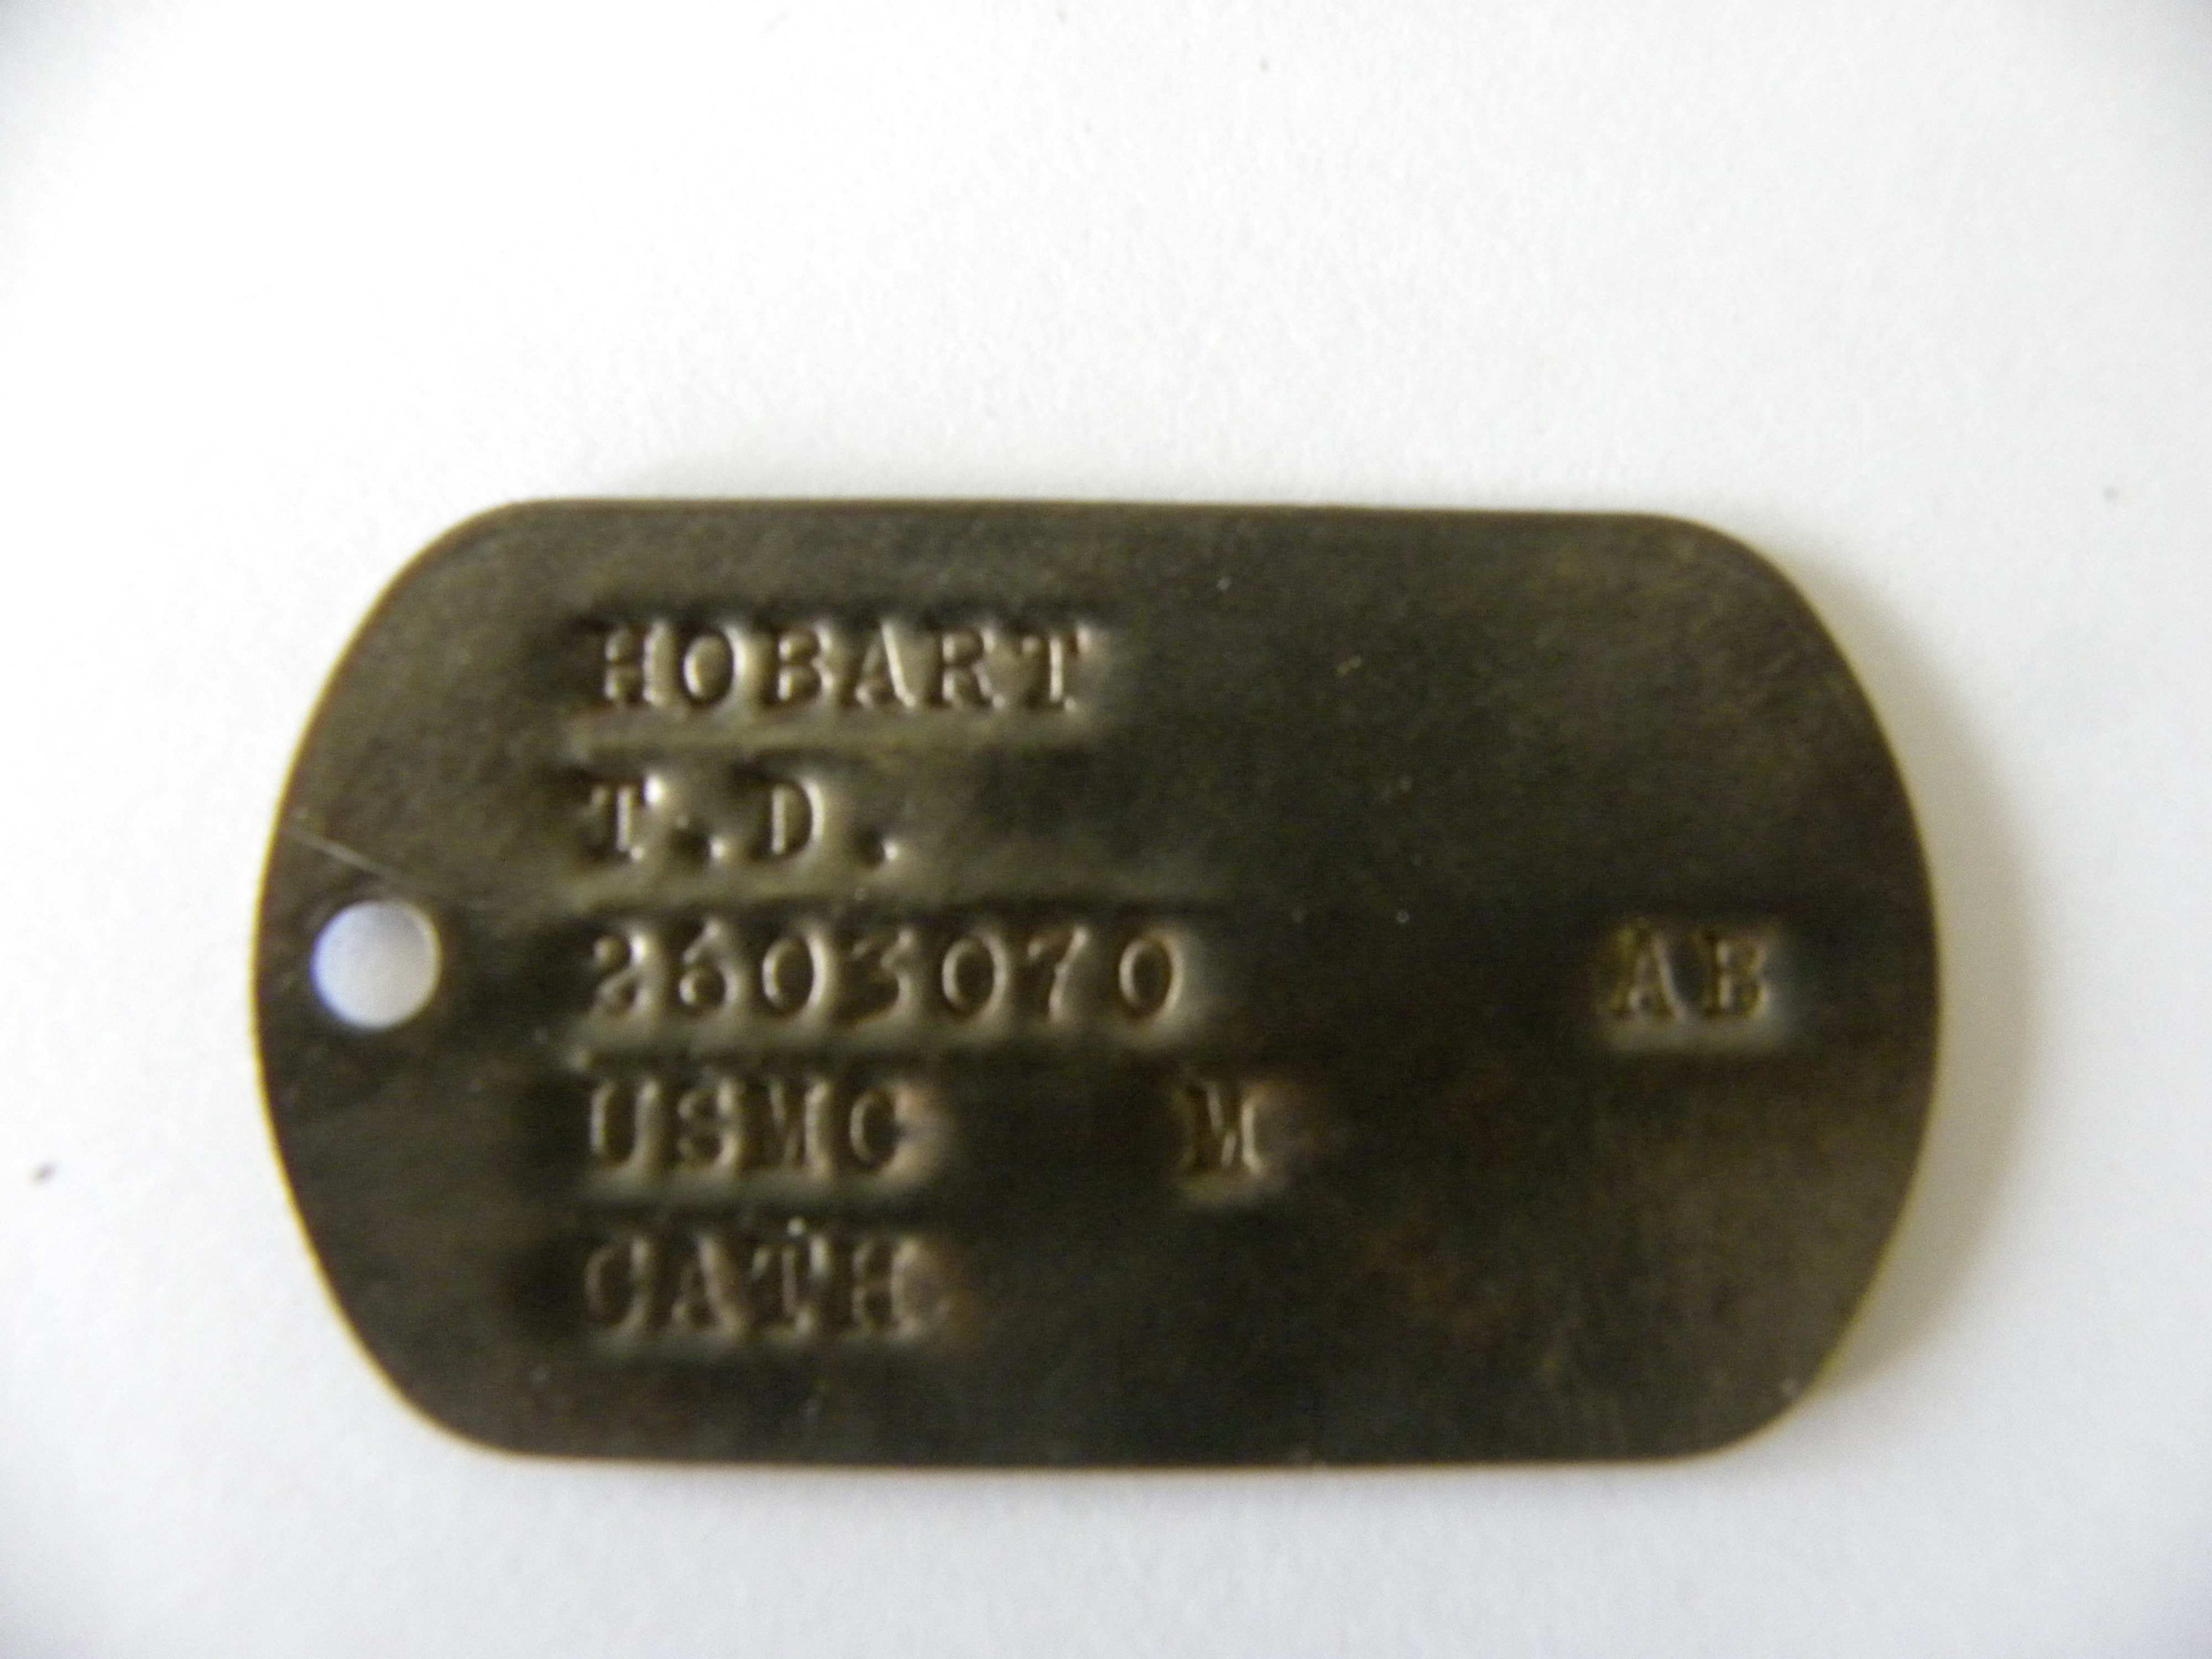 HOBART
T.D.
2603070 AB
USMC M
CATH